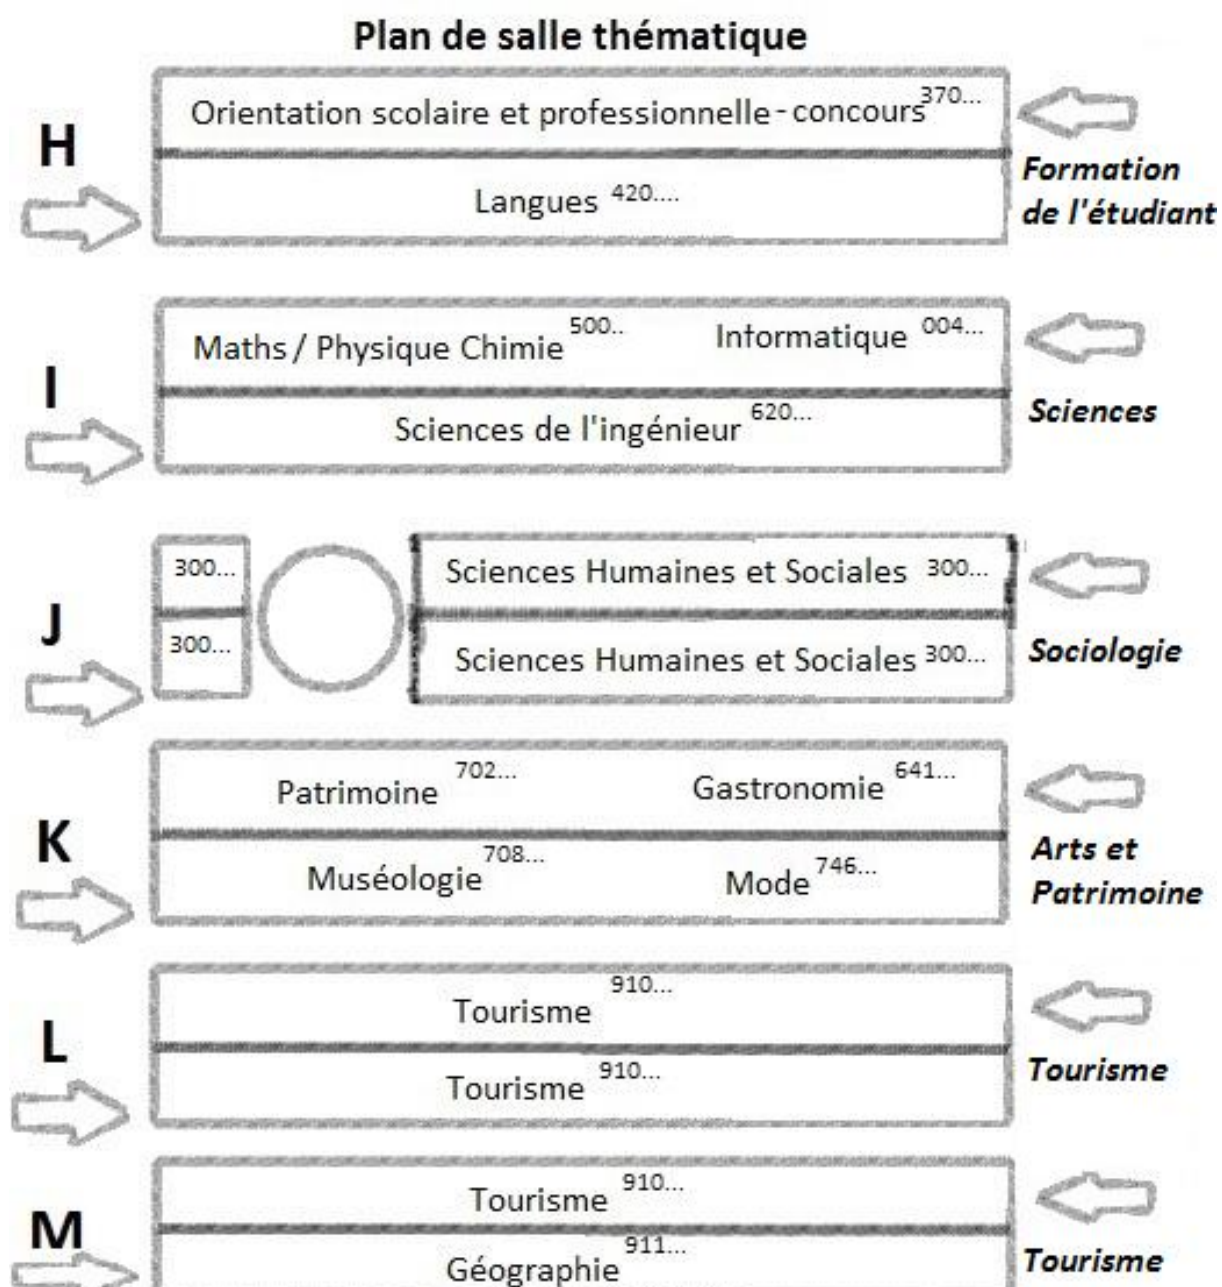 Plan de salle thématique
H
Orientation scolaire et professionnelle - concours 370...
Langues 420....
Formation
de l'étudiant
I
Maths / Physique Chimie 500.. Informatique 004...
Sciences de l'ingénieur 620...
Sciences
J
300... Sciences Humaines et Sociales 300...
300... Sciences Humaines et Sociales 300...
Sociologie
K
Patrimoine 702... Gastronomie 641...
Muséologie 708... Mode 746...
Arts et
Patrimoine
L
Tourisme 910...
Tourisme 910...
Tourisme
M
Tourisme 910...
Géographie 911...
Tourisme